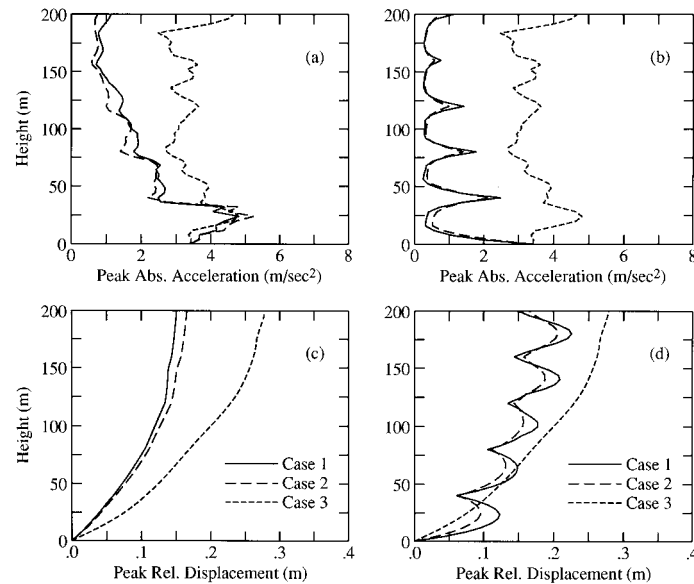 200
150
100
50
0
Height (m)
(a)
0 2 4 6 8
Peak Abs. Acceleration (m/sec2)
200
150
100
50
0
Height (m)
(b)
0 2 4 6 8
Peak Abs. Acceleration (m/sec2)
200
150
100
50
0
Height (m)
(c)
Case 1
Case 2
Case 3
0 .1 .2 .3 .4
Peak Rel. Displacement (m)
200
150
100
50
0
(d)
Case 1
Case 2
Case 3
0 .1 .2 .3 .4
Peak Rel. Displacement (m)